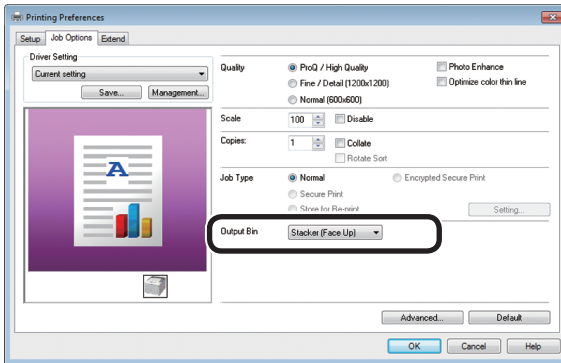 Printing Preferences
Setup Job Options Extend
Driver Setting
Current setting
Save... Management...
A
Quality ProQ / High Quality Photo Enhance
Fine / Detail (1200x1200) Optimize color thin line
Normal (600x600)
Scale 100 Disable
Copies: 1 Collate
Rotate Sort
Job Type Normal Encrypted Secure Print
Secure Print
Store for Re-print Setting...
Output Bin Stacker (Face Up)
Advanced... Default
OK Cancel Help